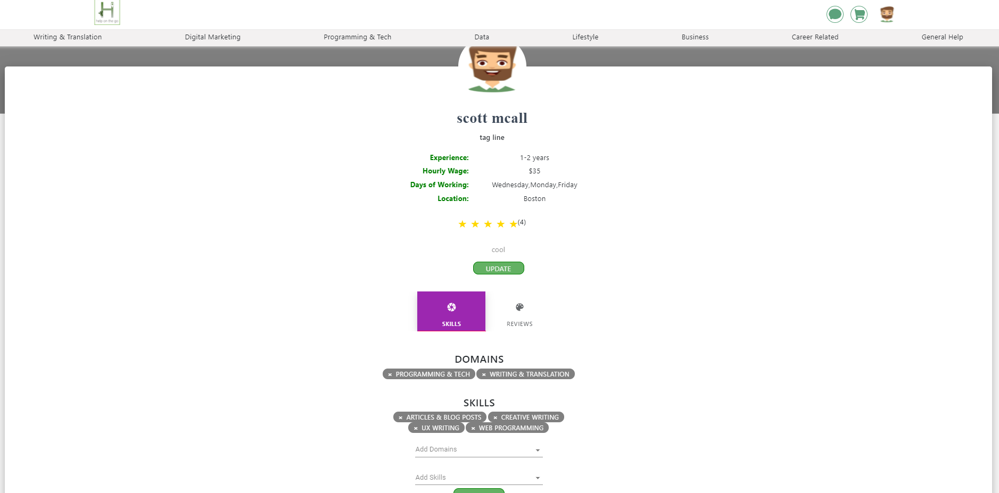 H
help on the go
Writing & Translation Digital Marketing Programming & Tech Data Lifestyle Business Career Related General Help
scott mcall
tag line
Experience: 1-2 years
Hourly Wage: $35
Days of Working: Wednesday,Monday,Friday
Location: Boston
(4)
cool
UPDATE
SKILLS REVIEWS
DOMAINS
× PROGRAMMING & TECH × WRITING & TRANSLATION
SKILLS
× ARTICLES & BLOG POSTS × CREATIVE WRITING
× UX WRITING × WEB PROGRAMMING
Add Domains
Add Skills